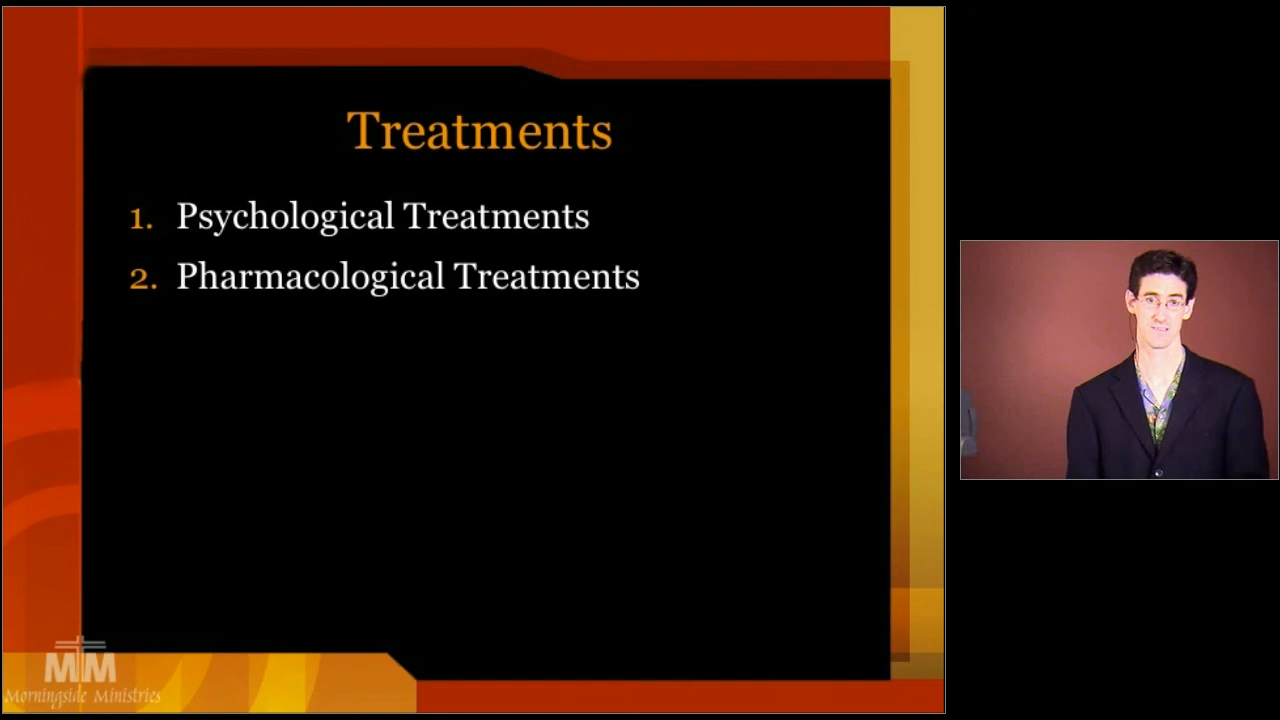 Treatments
1. Psychological Treatments
2. Pharmacological Treatments
MM
Morningside Ministries